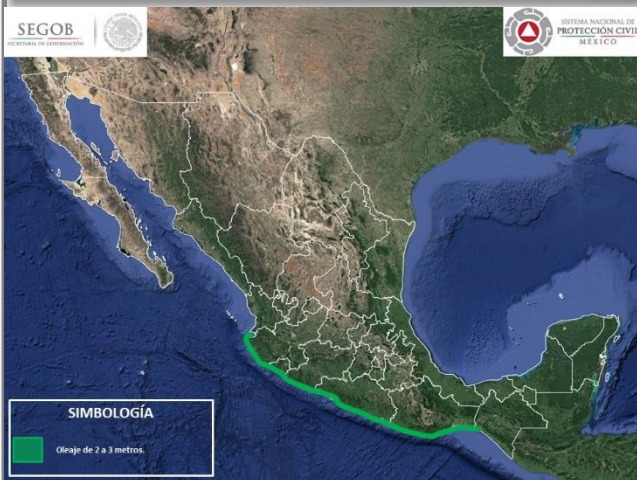 SEGOB
SECRETARÍA DE GOBERNACIÓN
SISTEMA NACIONAL DE
PROTECCIÓN CIVIL
MÉXICO
SIMBOLOGÍA
Oleaje de 2 a 3 metros.